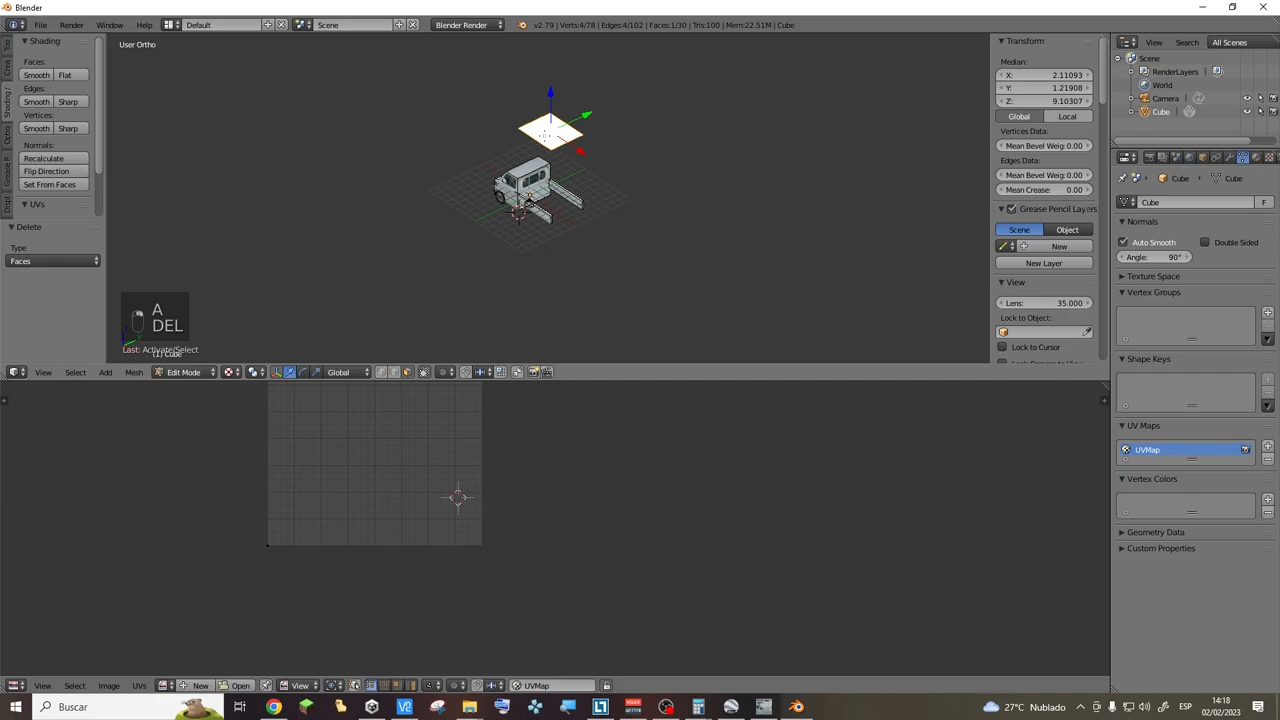 Blender
File
Render
Window
Help
Default
Scene
Blender Render
v2.79 | Verts:4/78 | Edges:4/102 | Faces:1/30 | Tris:100 | Mem:22.51M | Cube
Shading
Faces:
Smooth
Flat
Edges:
Smooth
Sharp
Vertices:
Smooth
Sharp
Normals:
Recalculate
Flip Direction
Set From Faces
UVs
Delete
Type
Faces
User Ortho
A
DEL
Last: Activate/Select
(1) Cube
Transform
Median:
X: 2.11093
Y: 1.21908
Z: 9.10307
Global
Local
Vertices Data:
Mean Bevel Weig: 0.00
Edges Data:
Mean Bevel Weig: 0.00
Mean Crease: 0.00
Grease Pencil Layers
Scene
Object
New
New Layer
View
Lens: 35.000
Lock to Object:
Lock to Cursor
View
Search
All Scenes
Scene
RenderLayers
World
Camera
Cube
Cube
Cube
Cube
F
Normals
Auto Smooth
Double Sided
Angle: 90°
Texture Space
Vertex Groups
Shape Keys
UV Maps
UVMap
Vertex Colors
Geometry Data
Custom Properties
View
Select
Add
Mesh
Edit Mode
Global
View
Select
Image
UVs
New
Open
View
UVMap
Buscar
27°C Nublado
14:18
02/02/2023